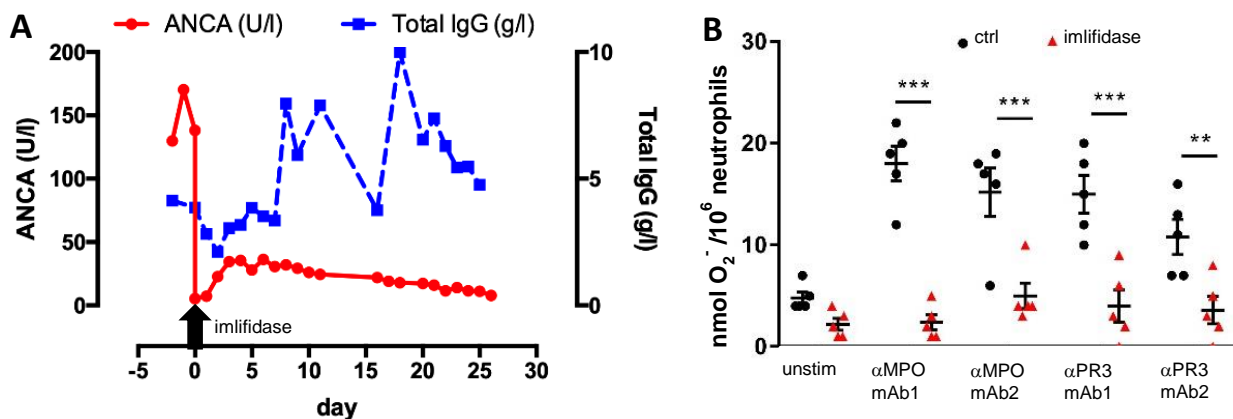 A
ANCA (U/l)
Total IgG (g/l)
ANCA (U/l)
200
150
100
50
0
10
5
0
Total IgG (g/l)
imlifidase
-5 0 5 10 15 20 25 30
day
B
ctrl
imlifidase
nmol O₂⁻ /10⁶ neutrophils
30
20
10
0
*** *** *** **
unstim
αMPO
mAb1
αMPO
mAb2
αPR3
mAb1
αPR3
mAb2